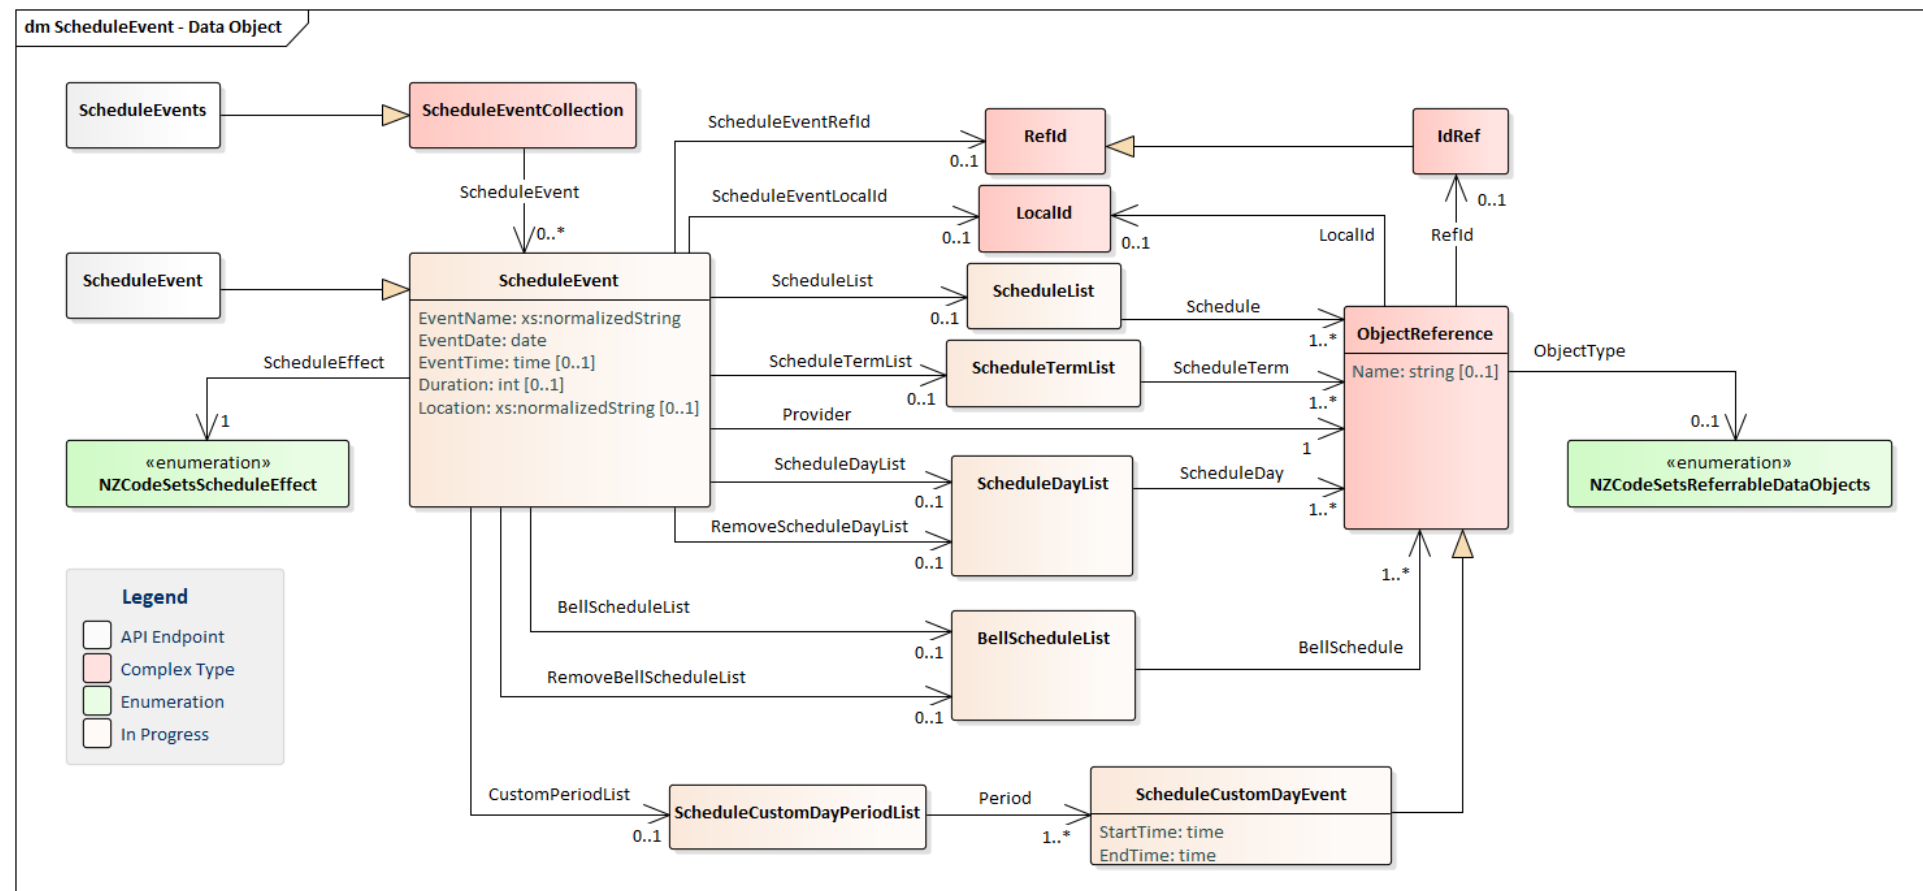 dm ScheduleEvent - Data Object
ScheduleEvents
ScheduleEventCollection
ScheduleEvent
0..*
ScheduleEventRefId
0..1
RefId
IdRef
0..1
RefId
ScheduleEventLocalId
0..1
LocalId
0..1
LocalId
ScheduleEvent
ScheduleEvent
EventName: xs:normalizedString
EventDate: date
EventTime: time [0..1]
Duration: int [0..1]
Location: xs:normalizedString [0..1]
ScheduleList
0..1
ScheduleList
Schedule
1..*
ObjectReference
Name: string [0..1]
ObjectType
0..1
«enumeration»
NZCodeSetsReferrableDataObjects
ScheduleEffect
1
«enumeration»
NZCodeSetsScheduleEffect
ScheduleTermList
0..1
ScheduleTermList
ScheduleTerm
1..*
Provider
1
ScheduleDayList
0..1
ScheduleDayList
ScheduleDay
1..*
RemoveScheduleDayList
0..1
BellScheduleList
0..1
BellScheduleList
BellSchedule
1..*
RemoveBellScheduleList
0..1
Legend
API Endpoint
Complex Type
Enumeration
In Progress
CustomPeriodList
0..1
ScheduleCustomDayPeriodList
Period
1..*
ScheduleCustomDayEvent
StartTime: time
EndTime: time